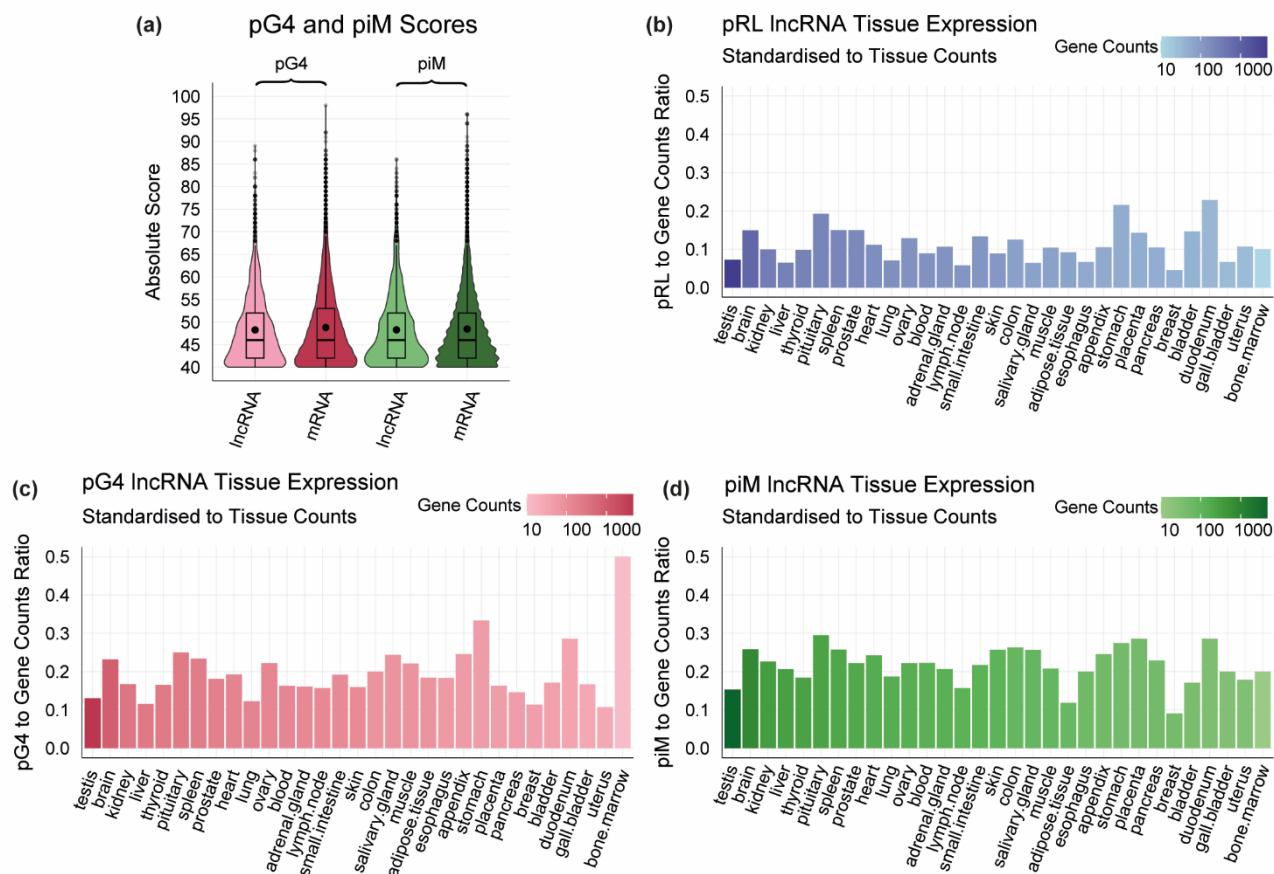 (a)
pG4 and piM Scores
pG4
piM
100
95
90
85
80
75
70
65
60
55
50
45
40
Absolute Score
lncRNA
mRNA
lncRNA
mRNA
(b)
pRL lncRNA Tissue Expression
Standardised to Tissue Counts
Gene Counts
10 100 1000
0.5
0.4
0.3
0.2
0.1
0.0
pRL to Gene Counts Ratio
testis
brain
kidney
liver
thyroid
pituitary
spleen
prostate
heart
lung
ovary
blood
adrenal.gland
lymph.node
small.intestine
skin
colon
salivary.gland
muscle
adipose.tissue
esophagus
appendix
stomach
placenta
pancreas
breast
bladder
duodenum
gall.bladder
uterus
bone.marrow
(c)
pG4 lncRNA Tissue Expression
Standardised to Tissue Counts
Gene Counts
10 100 1000
0.5
0.4
0.3
0.2
0.1
0.0
pG4 to Gene Counts Ratio
testis
brain
kidney
liver
thyroid
pituitary
spleen
prostate
heart
lung
ovary
blood
adrenal.gland
lymph.node
small.intestine
skin
colon
salivary.gland
muscle
adipose.tissue
esophagus
appendix
stomach
placenta
pancreas
breast
bladder
duodenum
gall.bladder
uterus
bone.marrow
(d)
piM lncRNA Tissue Expression
Standardised to Tissue Counts
Gene Counts
10 100 1000
0.5
0.4
0.3
0.2
0.1
0.0
piM to Gene Counts Ratio
testis
brain
kidney
liver
thyroid
pituitary
spleen
prostate
heart
lung
ovary
blood
adrenal.gland
lymph.node
small.intestine
skin
colon
salivary.gland
muscle
adipose.tissue
esophagus
appendix
stomach
placenta
pancreas
breast
bladder
duodenum
gall.bladder
uterus
bone.marrow